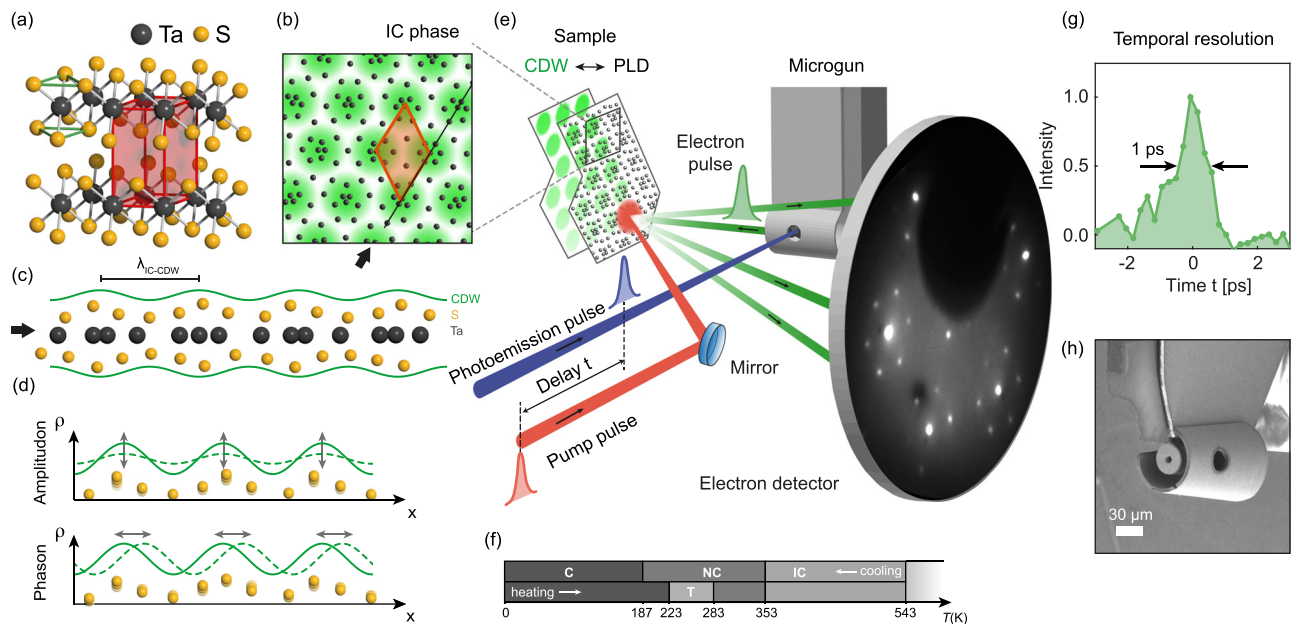 (a)
Ta S
(b)
IC phase
(c)
λIC-CDW
CDW
S
Ta
(d)
Amplitudon
ρ
x
Phason
ρ
x
(e)
Sample
CDW PLD
Microgun
Electron
pulse
Photoemission pulse
Delay t
Pump pulse
Mirror
Electron detector
(f)
C NC IC cooling
heating T
0 187 223 283 353 543 T(K)
(g)
Temporal resolution
Intensity
1.0
0.5
0.0
1 ps
-2 0 2
Time t [ps]
(h)
30 μm